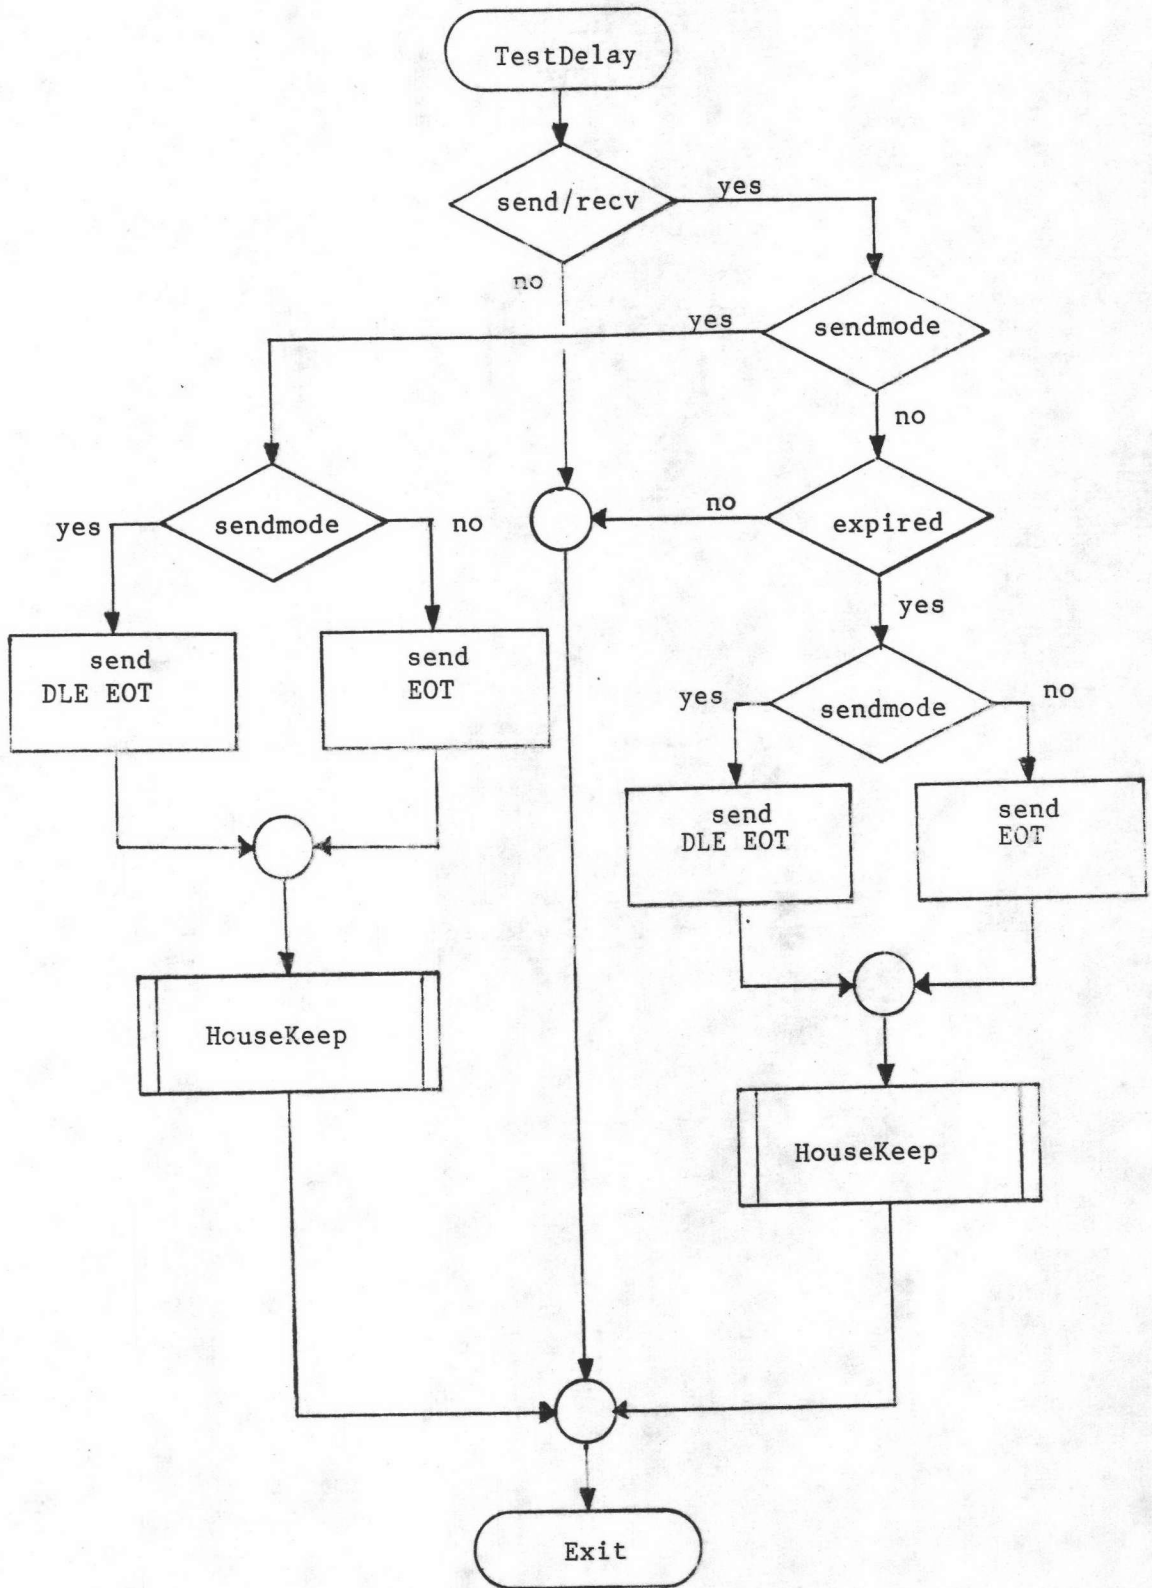 TestDelay
send/recv
yes
no
sendmode
yes
no
sendmode
yes
no
expired
no
yes
send
DLE EOT
send
EOT
sendmode
yes
no
send
DLE EOT
send
EOT
HouseKeep
HouseKeep
Exit